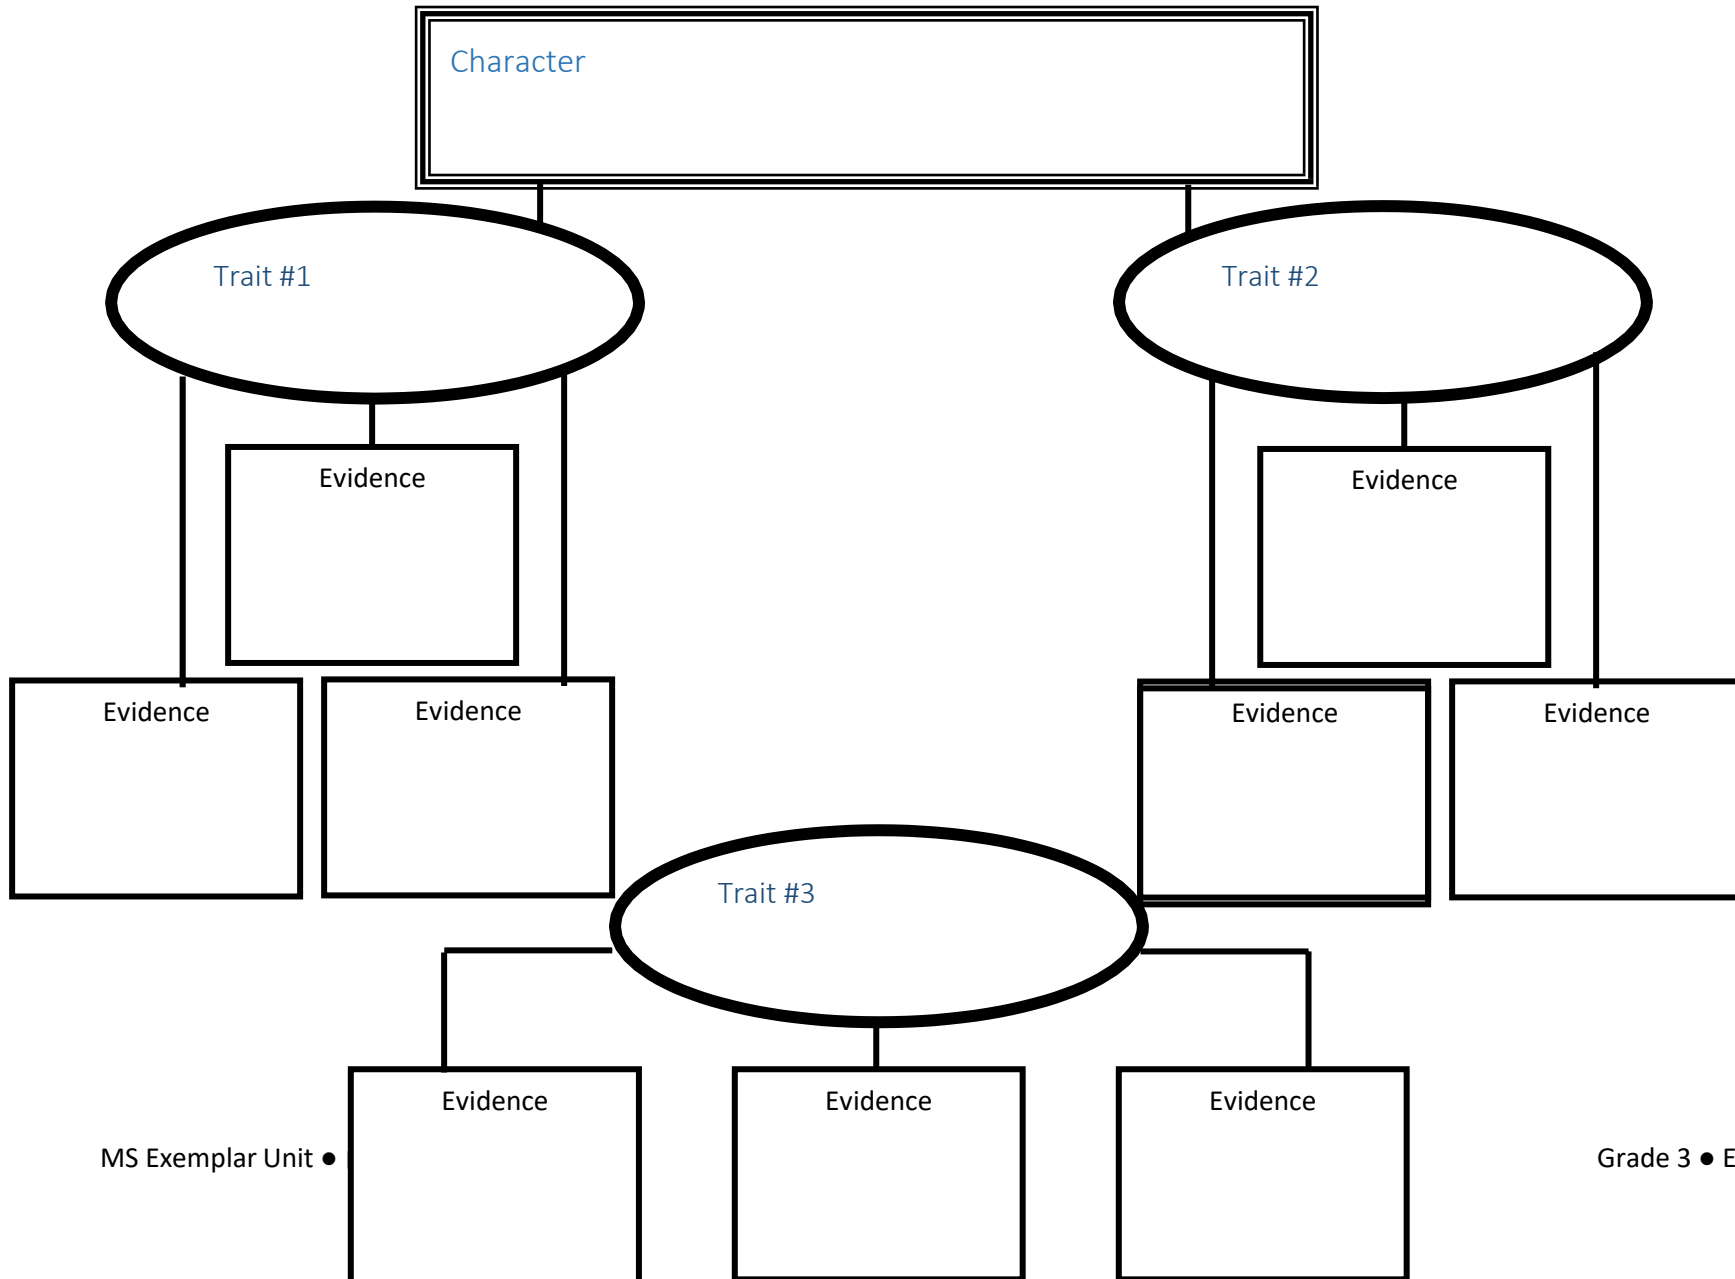 Character
Trait #1
Trait #2
Evidence
Evidence
Evidence
Evidence
Evidence
Evidence
Trait #3
Evidence
Evidence
Evidence
MS Exemplar Unit ●
Grade 3 ● E